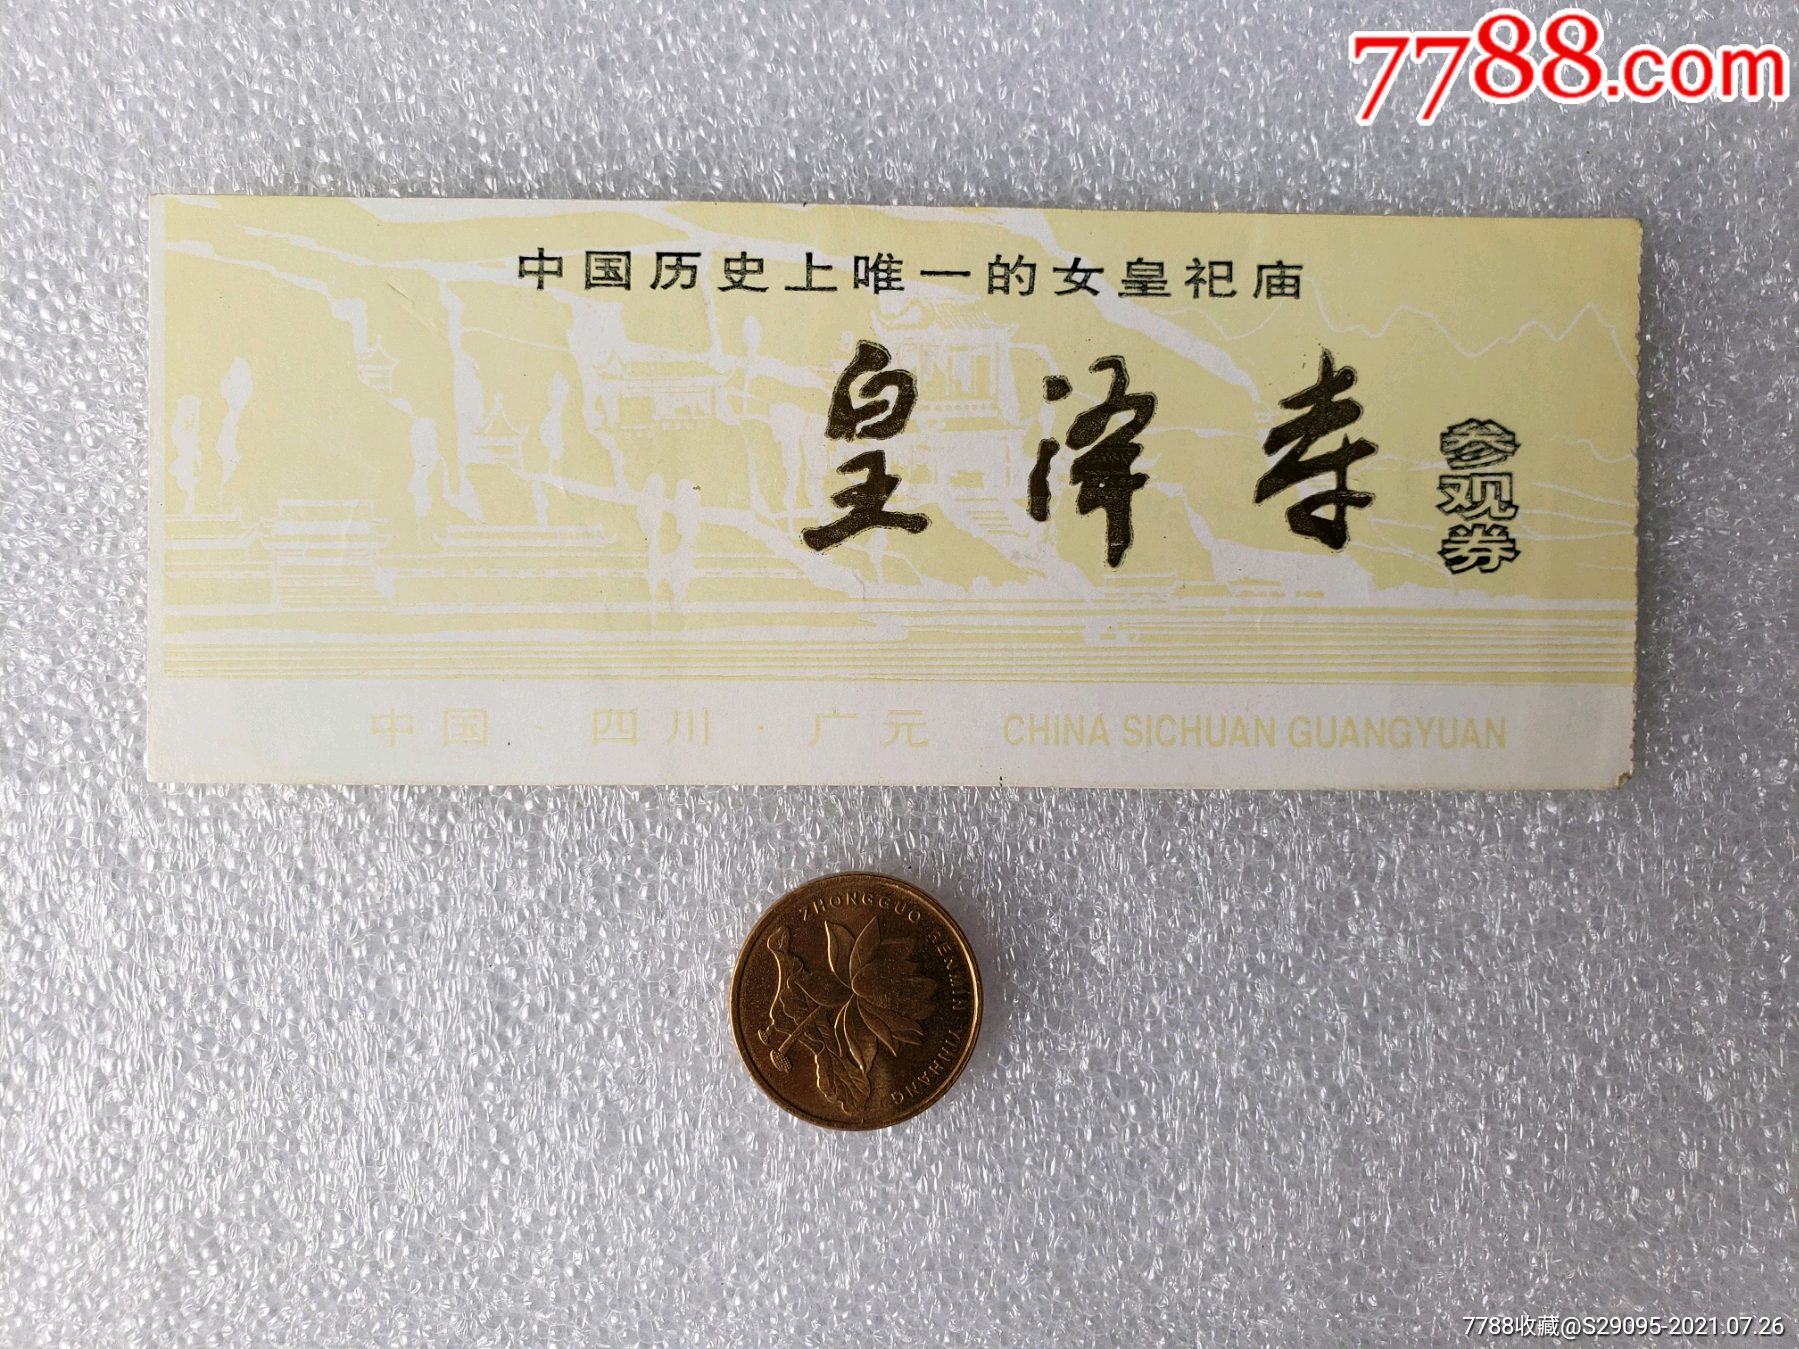 7788.com
中国历史上唯一的女皇祀庙
皇泽寺
参观券
中国·四川·广元 CHINA SICHUAN GUANGYUAN
ZHONGGUO RENMIN YINHANG
7788收藏@S29095-2021.07.26